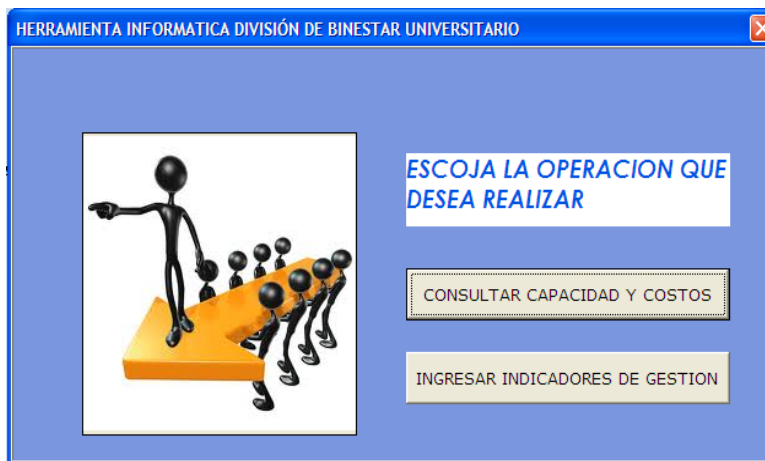 HERRAMIENTA INFORMATICA DIVISIÓN DE BINESTAR UNIVERSITARIO
ESCOJA LA OPERACION QUE
DESEA REALIZAR
CONSULTAR CAPACIDAD Y COSTOS
INGRESAR INDICADORES DE GESTION